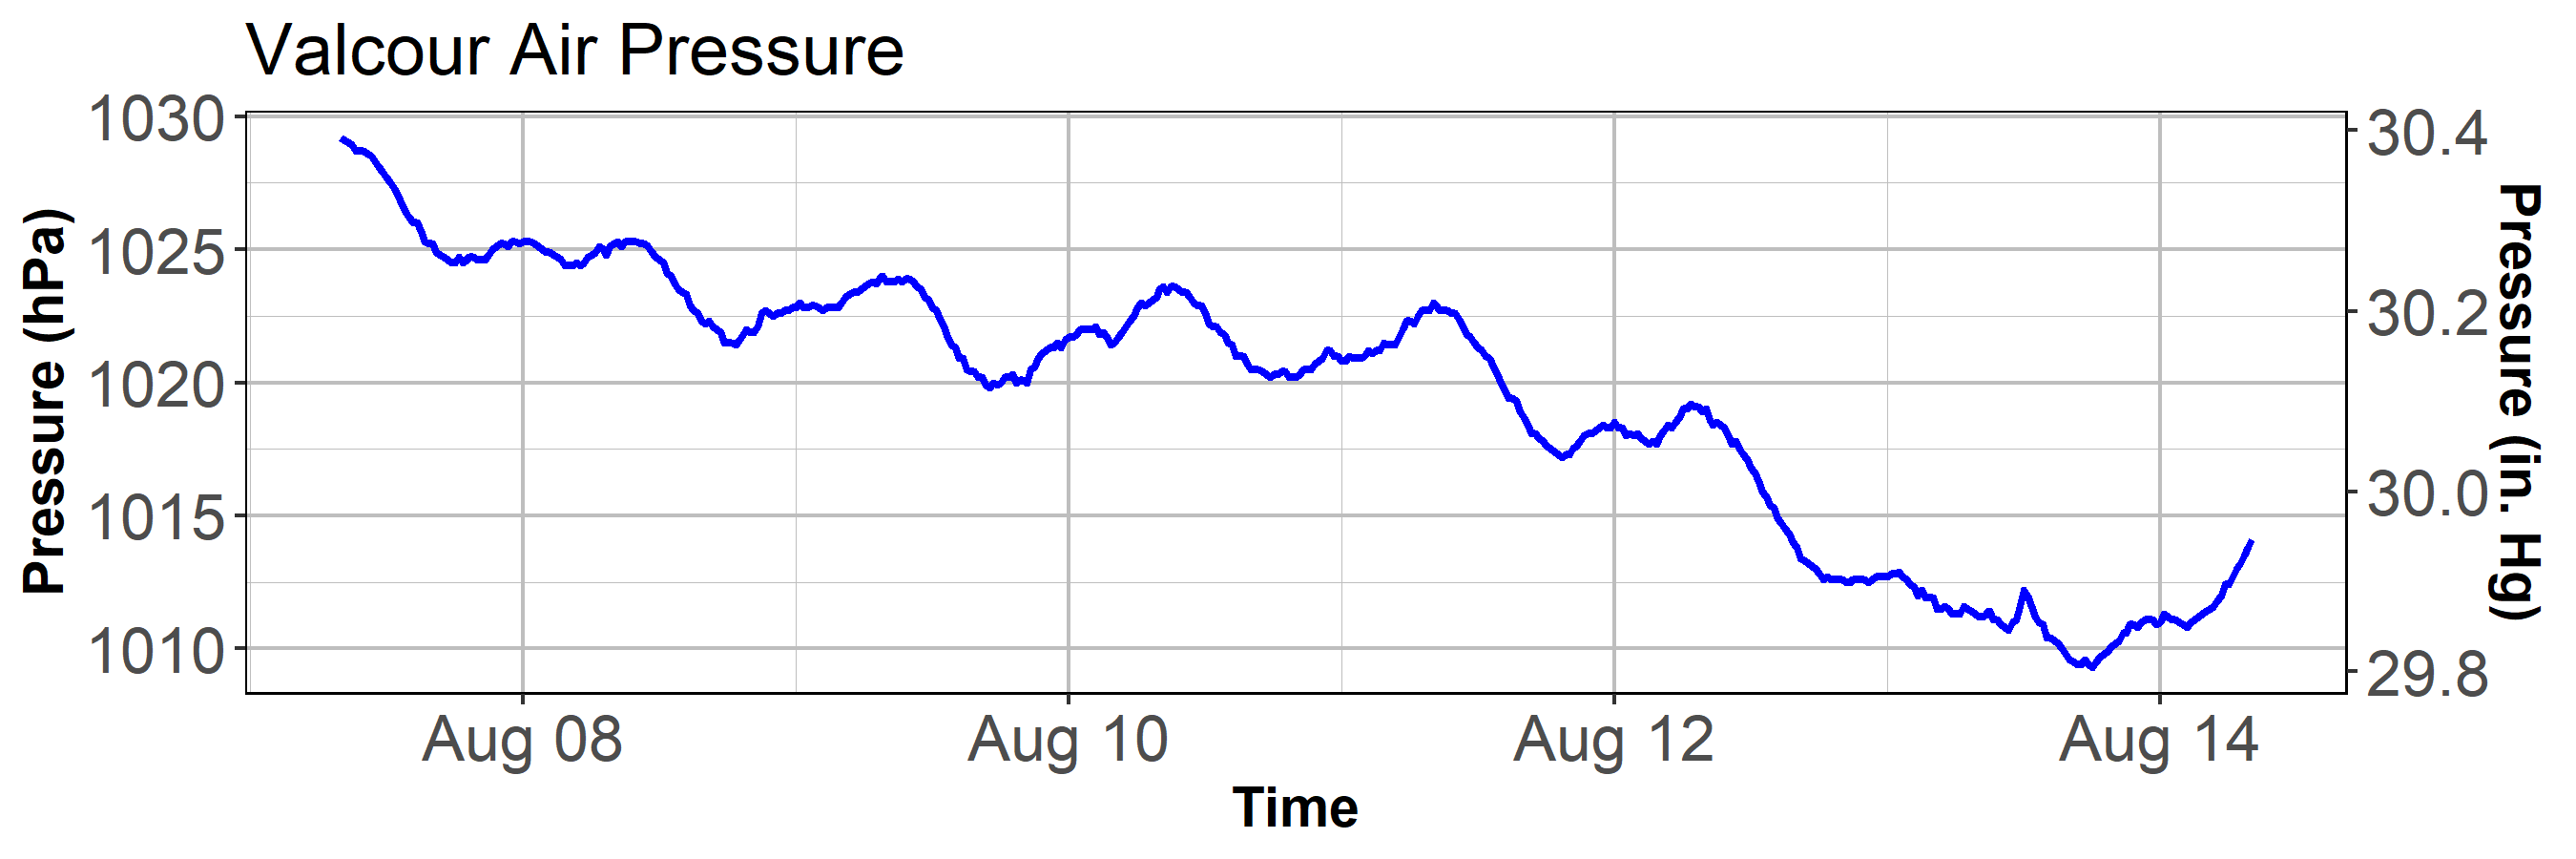 Valcour Air Pressure
Pressure (hPa)
1030
1025
1020
1015
1010
30.4
30.2
30.0
29.8
Pressure (in. Hg)
Aug 08
Aug 10
Aug 12
Aug 14
Time